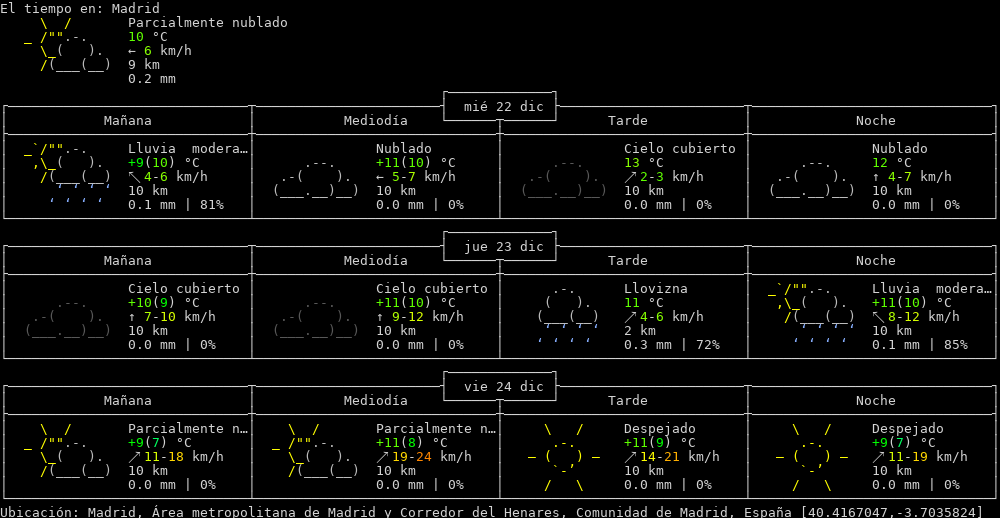 El tiempo en: Madrid
Parcialmente nublado
10 °C
← 6 km/h
9 km
0.2 mm
mié 22 dic
Mañana Mediodía Tarde Noche
Lluvia modera… Nublado Cielo cubierto Nublado
+9(10) °C +11(10) °C 13 °C 12 °C
↖ 4-6 km/h ← 5-7 km/h ↗ 2-3 km/h ↑ 4-7 km/h
10 km 10 km 10 km 10 km
0.1 mm | 81% 0.0 mm | 0% 0.0 mm | 0% 0.0 mm | 0%
jue 23 dic
Mañana Mediodía Tarde Noche
Cielo cubierto Cielo cubierto Llovizna Lluvia modera…
+10(9) °C +11(10) °C 11 °C +11(10) °C
↑ 7-10 km/h ↑ 9-12 km/h ↗ 4-6 km/h ↖ 8-12 km/h
10 km 10 km 2 km 10 km
0.0 mm | 0% 0.0 mm | 0% 0.3 mm | 72% 0.1 mm | 85%
vie 24 dic
Mañana Mediodía Tarde Noche
Parcialmente n… Parcialmente n… Despejado Despejado
+9(7) °C +11(8) °C +11(9) °C +9(7) °C
↗ 11-18 km/h ↗ 19-24 km/h ↗ 14-21 km/h ↗ 11-19 km/h
10 km 10 km 10 km 10 km
0.0 mm | 0% 0.0 mm | 0% 0.0 mm | 0% 0.0 mm | 0%
Ubicación: Madrid, Área metropolitana de Madrid y Corredor del Henares, Comunidad de Madrid, España [40.4167047,-3.7035824]